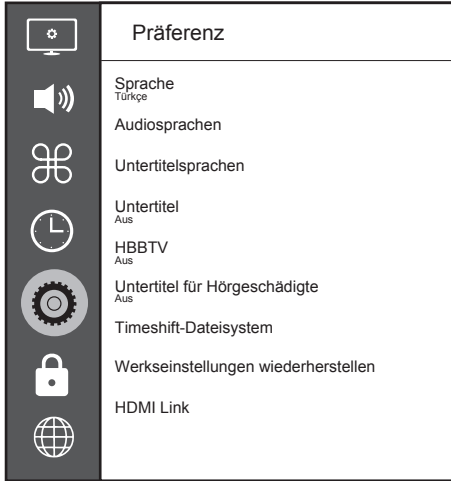 Präferenz
Sprache
Türkçe
Audiosprachen
Untertitelsprachen
Untertitel
Aus
HBBTV
Aus
Untertitel für Hörgeschädigte
Aus
Timeshift-Dateisystem
Werkseinstellungen wiederherstellen
HDMI Link